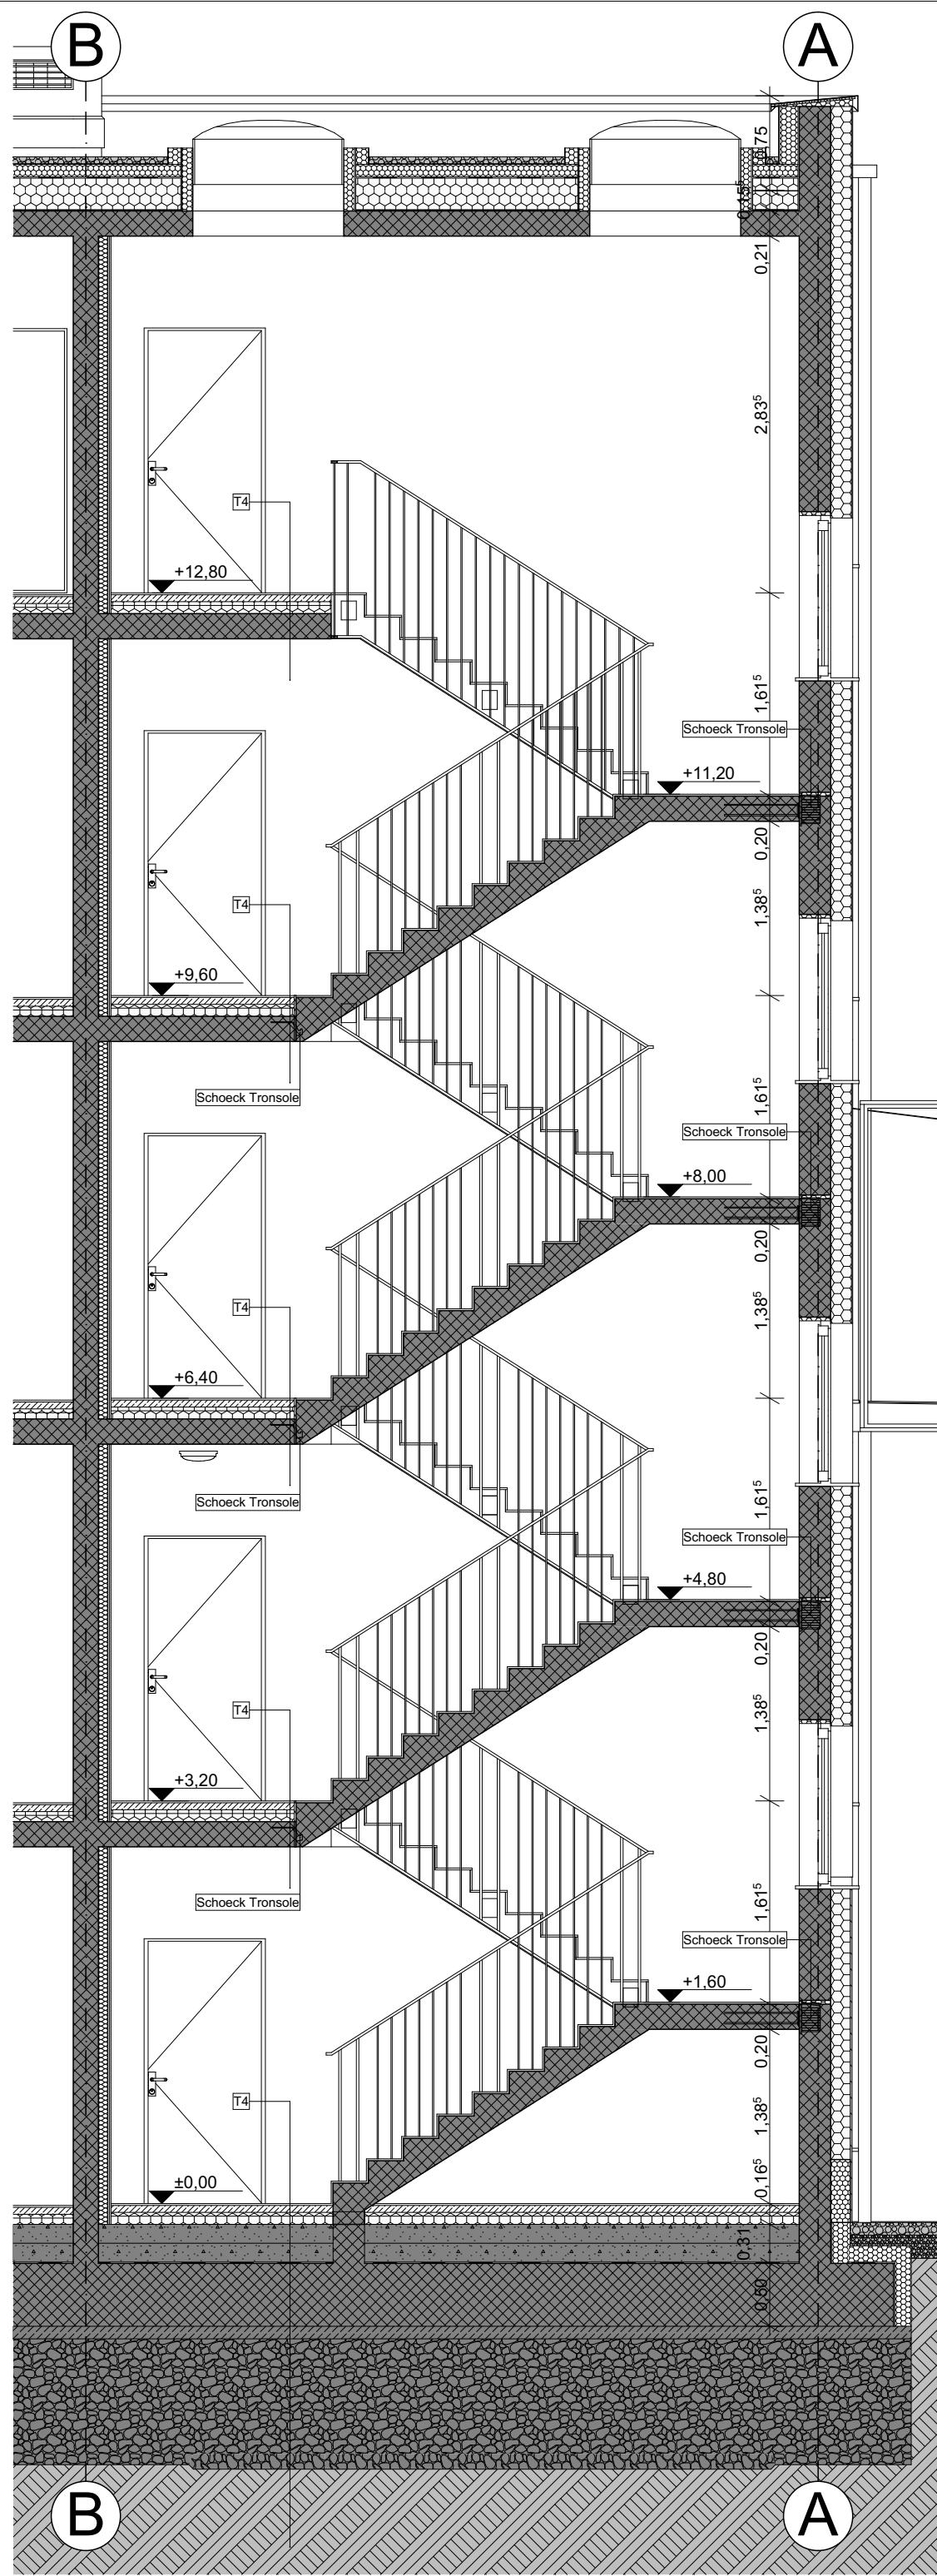 B
A
0,75
0,15⁵
0,21
2,83⁵
T4
+12,80
1,61⁵
Schoeck Tronsole
+11,20
0,20
1,38⁵
T4
+9,60
Schoeck Tronsole
1,61⁵
Schoeck Tronsole
+8,00
0,20
T4
1,38⁵
+6,40
Schoeck Tronsole
1,61⁵
Schoeck Tronsole
+4,80
0,20
T4
1,38⁵
+3,20
Schoeck Tronsole
1,61⁵
Schoeck Tronsole
+1,60
0,20
T4
1,38⁵
±0,00
0,16⁵
0,31
0,50
B
A